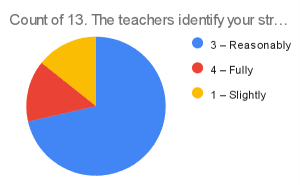 Count of 13. The teachers identify your str…
3 – Reasonably
4 – Fully
1 – Slightly